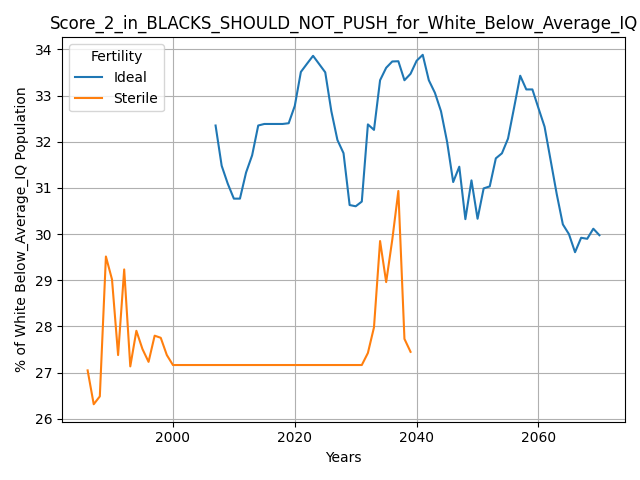 Score_2_in_BLACKS_SHOULD_NOT_PUSH_for_White_Below_Average_IQ
Fertility
Ideal
Sterile
% of White Below_Average_IQ Population
34
33
32
31
30
29
28
27
26
2000 2020 2040 2060
Years